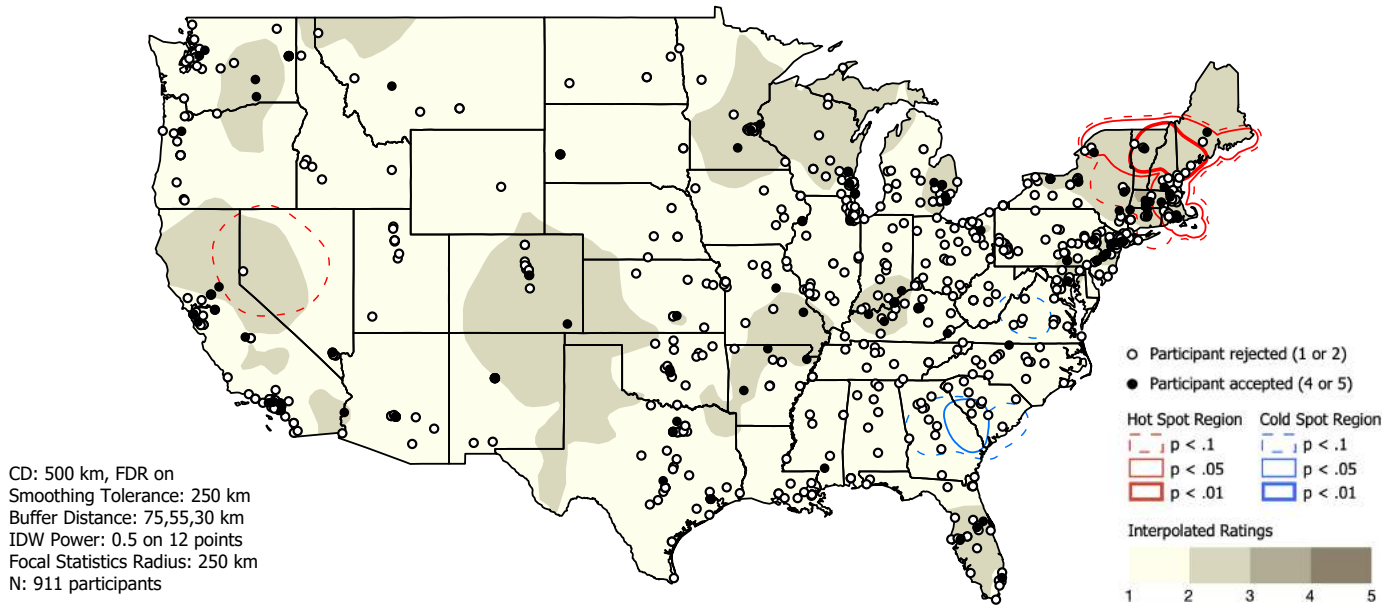 Participant rejected (1 or 2)
Participant accepted (4 or 5)
Hot Spot Region
Cold Spot Region
p < .1
p < .1
p < .05
p < .05
p < .01
p < .01
Interpolated Ratings
1 2 3 4 5
CD: 500 km, FDR on
Smoothing Tolerance: 250 km
Buffer Distance: 75,55,30 km
IDW Power: 0.5 on 12 points
Focal Statistics Radius: 250 km
N: 911 participants